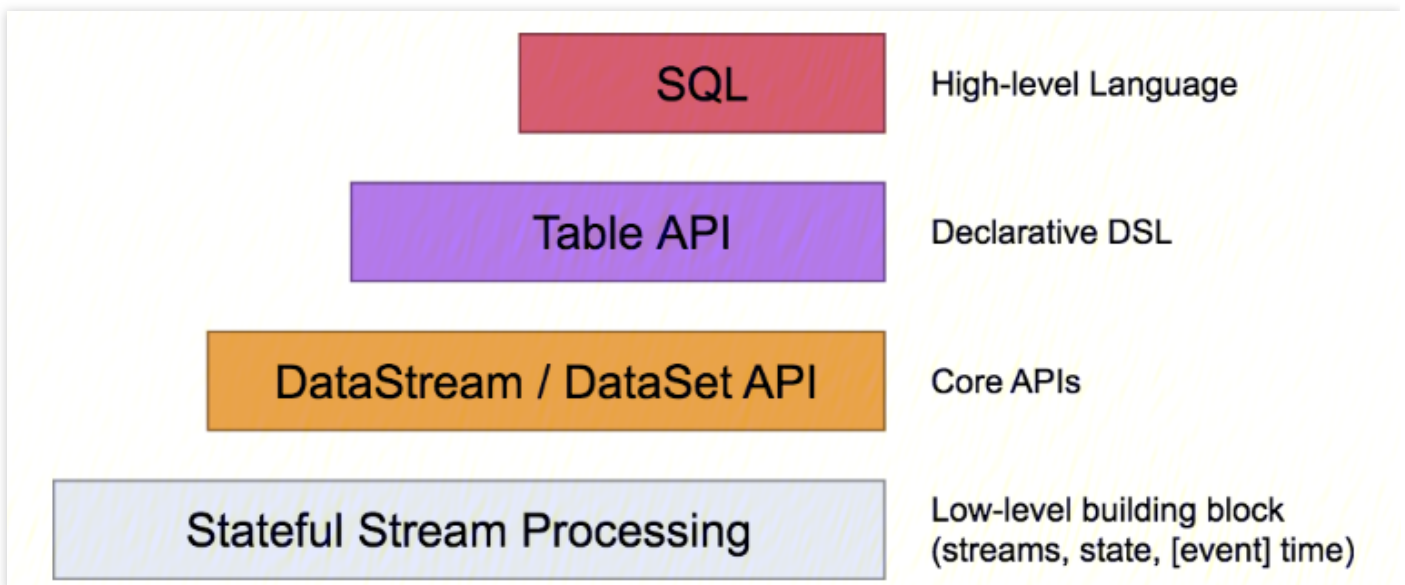 SQL
High-level Language
Table API
Declarative DSL
DataStream / DataSet API
Core APIs
Stateful Stream Processing
Low-level building block
(streams, state, [event] time)